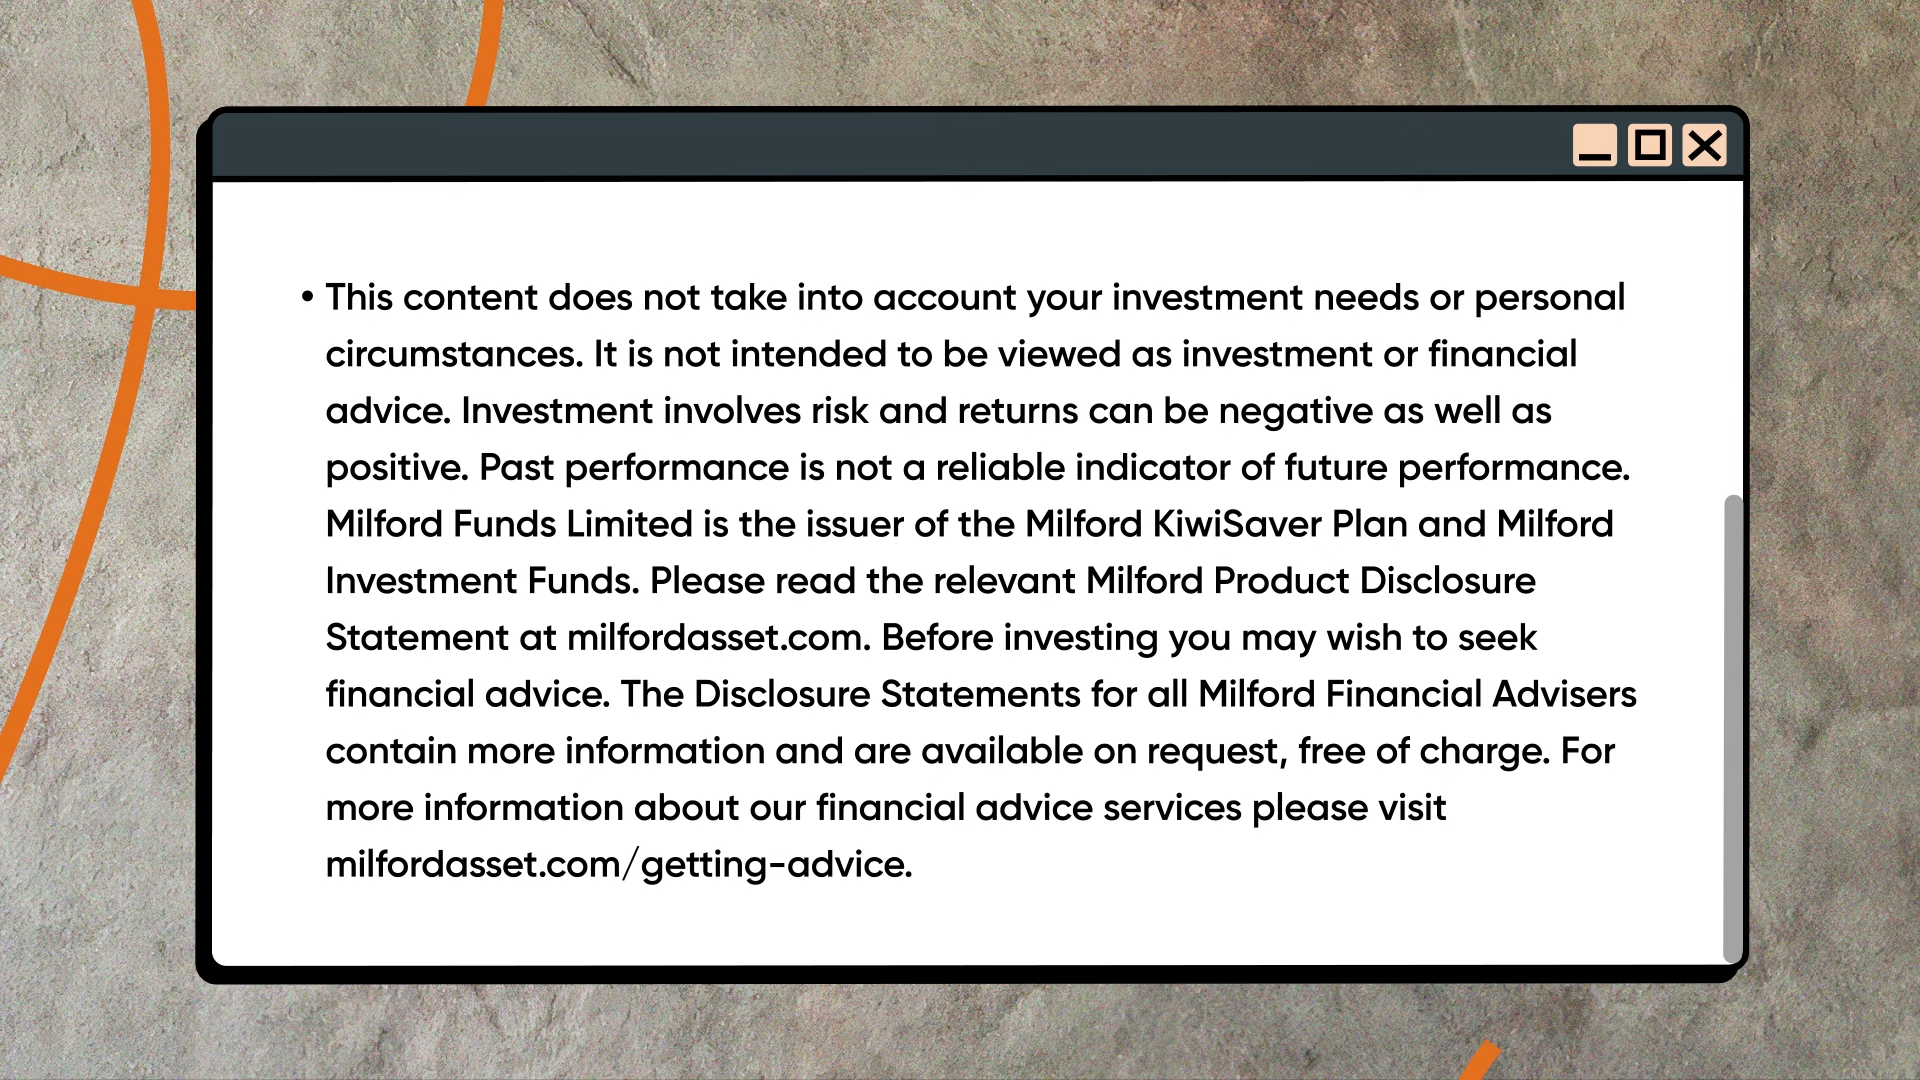 • This content does not take into account your investment needs or personal
circumstances. It is not intended to be viewed as investment or financial
advice. Investment involves risk and returns can be negative as well as
positive. Past performance is not a reliable indicator of future performance.
Milford Funds Limited is the issuer of the Milford KiwiSaver Plan and Milford
Investment Funds. Please read the relevant Milford Product Disclosure
Statement at milfordasset.com. Before investing you may wish to seek
financial advice. The Disclosure Statements for all Milford Financial Advisers
contain more information and are available on request, free of charge. For
more information about our financial advice services please visit
milfordasset.com/getting-advice.